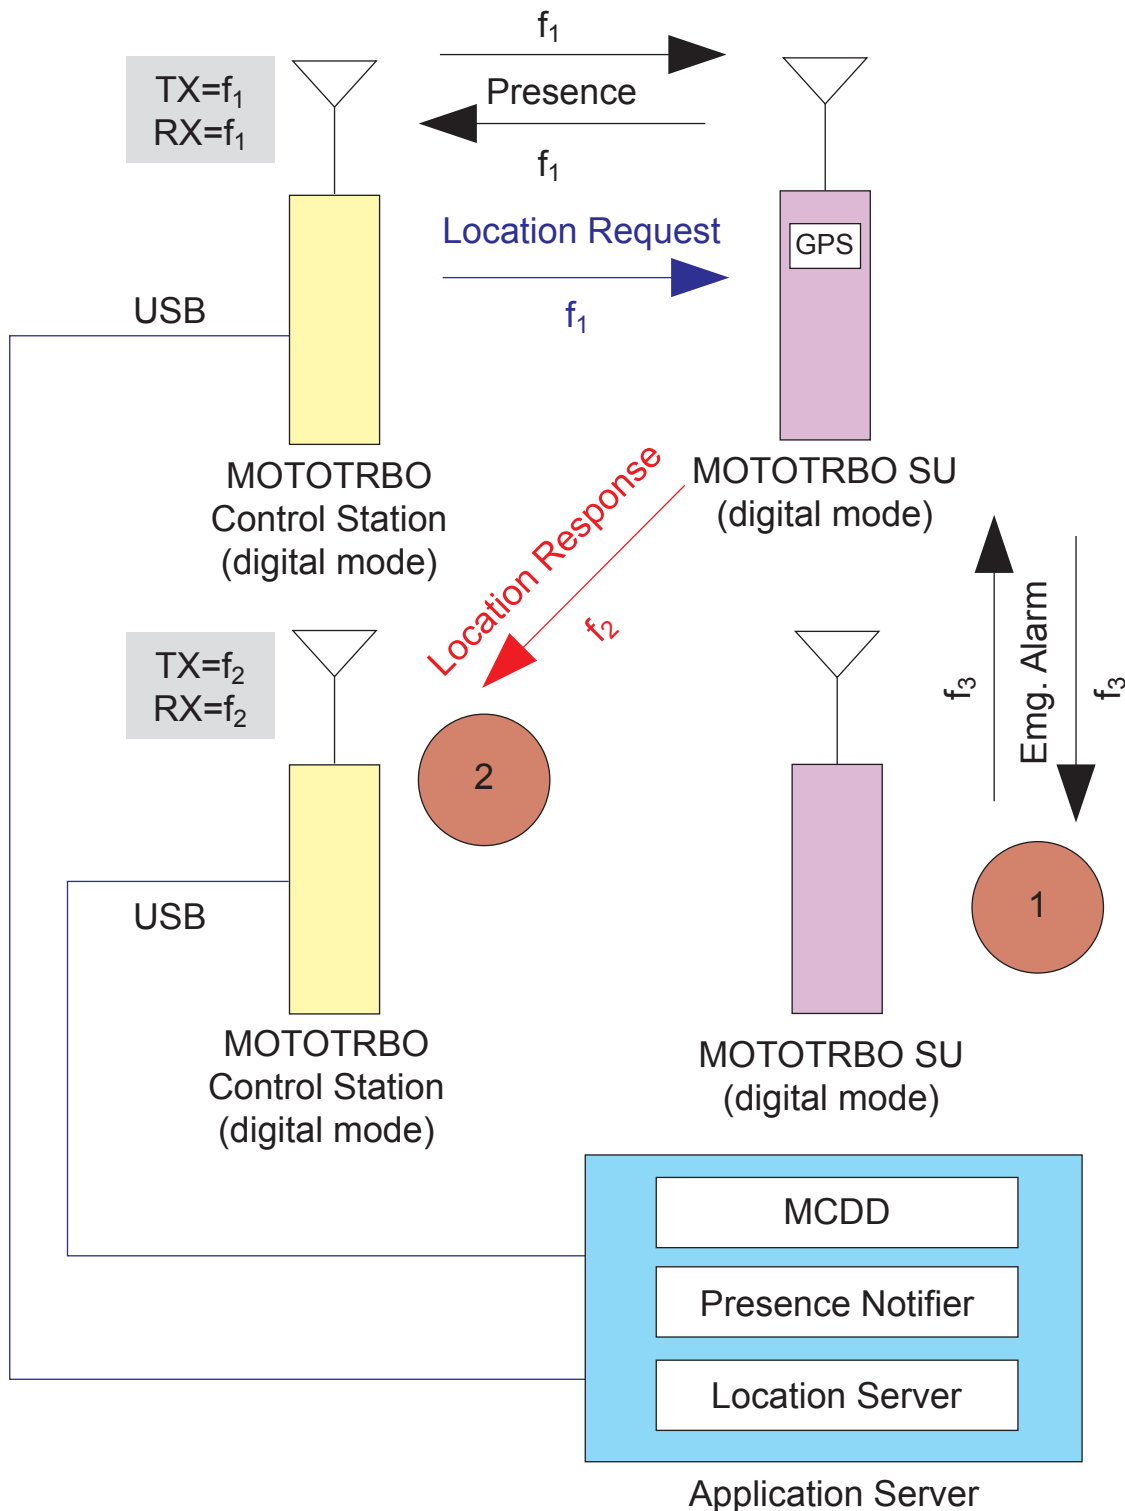 f1
TX=f1
RX=f1
Presence
f1
Location Request
f1
GPS
USB
MOTOTRBO
Control Station
(digital mode)
MOTOTRBO SU
(digital mode)
Location Response
f2
TX=f2
RX=f2
f3
Emg. Alarm
f3
2
1
USB
MOTOTRBO
Control Station
(digital mode)
MOTOTRBO SU
(digital mode)
MCDD
Presence Notifier
Location Server
Application Server